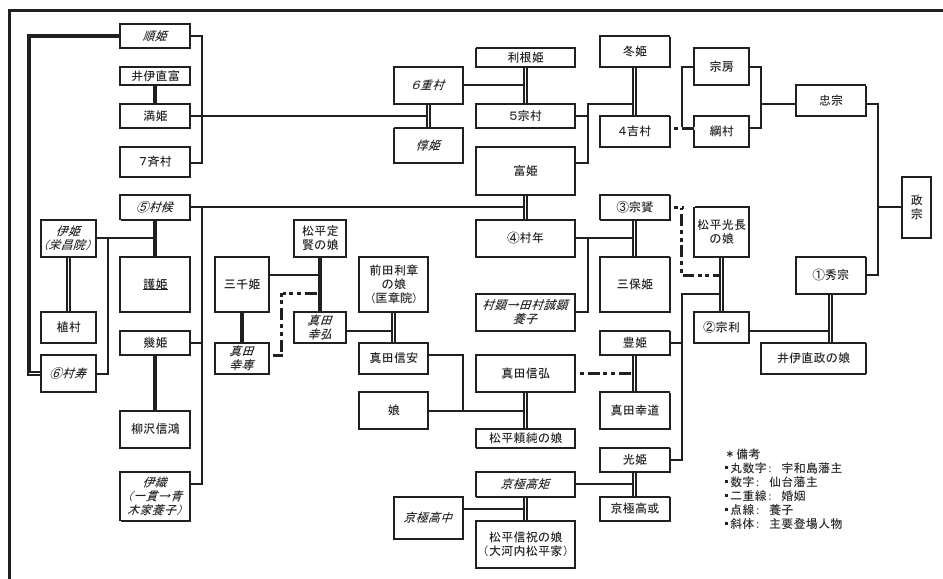 順姫
井伊直富
満姫
7斉村
6重村
惇姫
利根姫
5宗村
富姫
冬姫
4吉村
宗房
綱村
忠宗
政
宗
⑤村候
伊姫
(栄昌院)
護姫
植村
幾姫
⑥村寿
柳沢信鴻
伊織
(一貫→青
木家養子)
三千姫
真田
幸専
松平定
賢の娘
真田
幸弘
前田利章
の娘
(匡章院)
真田信安
娘
④村年
村顕→田村誠顕
養子
真田信弘
松平頼純の娘
③宗贇
三保姫
豊姫
真田幸道
光姫
京極高或
京極高矩
京極高中
松平信祝の娘
(大河内松平家)
松平光長
の娘
②宗利
①秀宗
井伊直政の娘
*備考
・丸数字: 宇和島藩主
・数字: 仙台藩主
・二重線: 婚姻
・点線: 養子
・斜体: 主要登場人物